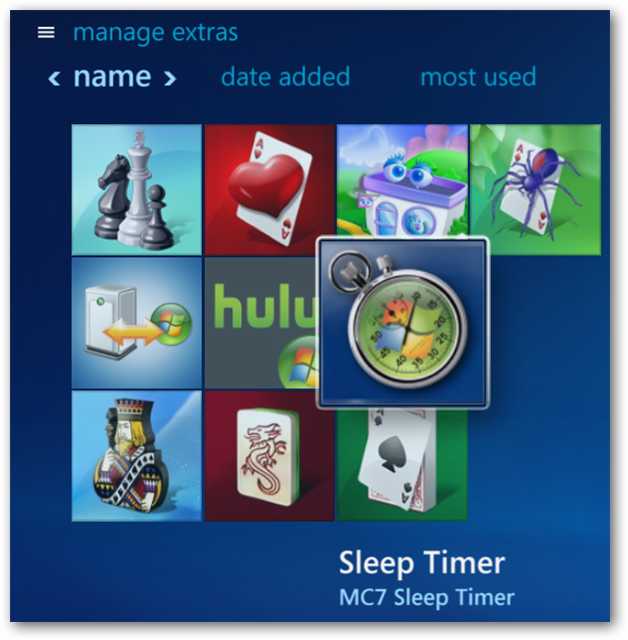 manage extras
‹ name › date added most used
A
A
hulu
Sleep Timer
MC7 Sleep Timer